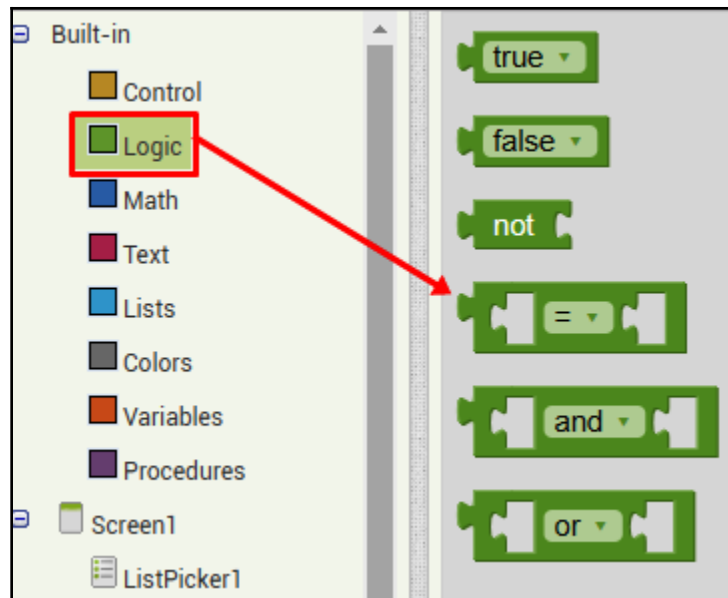 Built-in
Control
Logic
Math
Text
Lists
Colors
Variables
Procedures
Screen1
ListPicker1
true
false
not
=
and
or